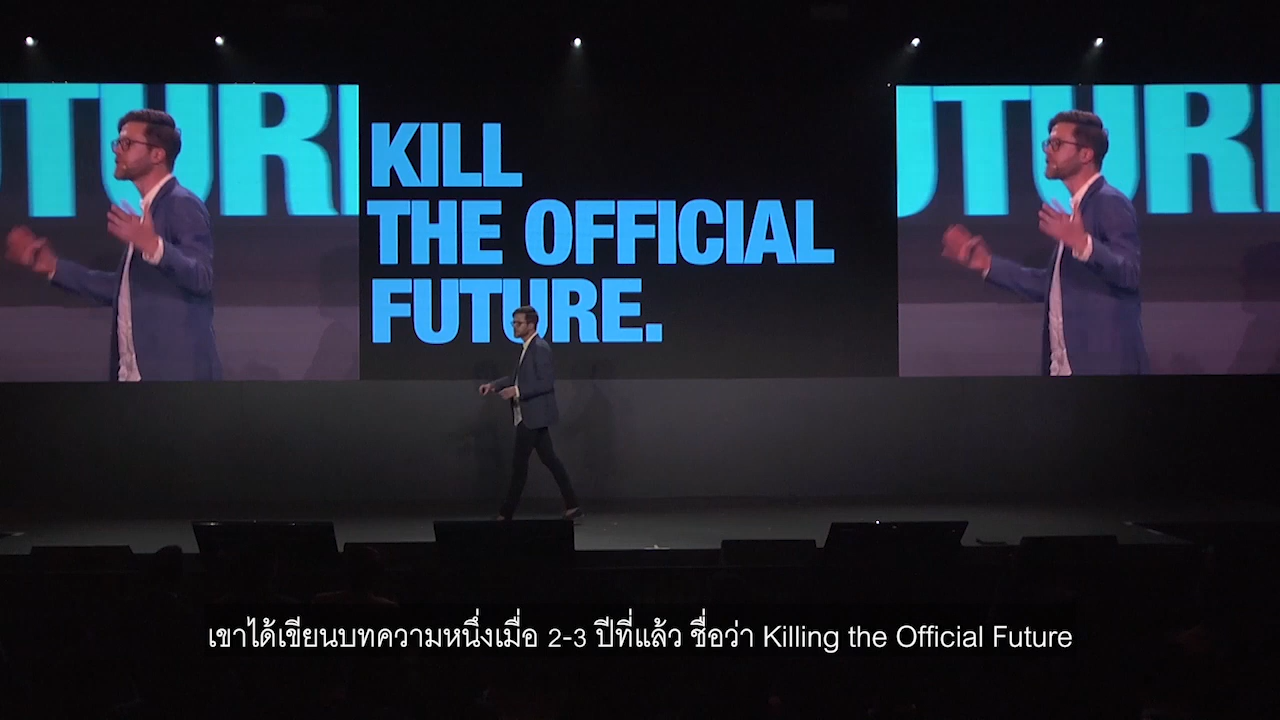 UTURI
KILL
THE OFFICIAL
FUTURE.
UTURI
เขาได้เขียนบทความหนึ่งเมื่อ 2-3 ปีที่แล้ว ชื่อว่า Killing the Official Future